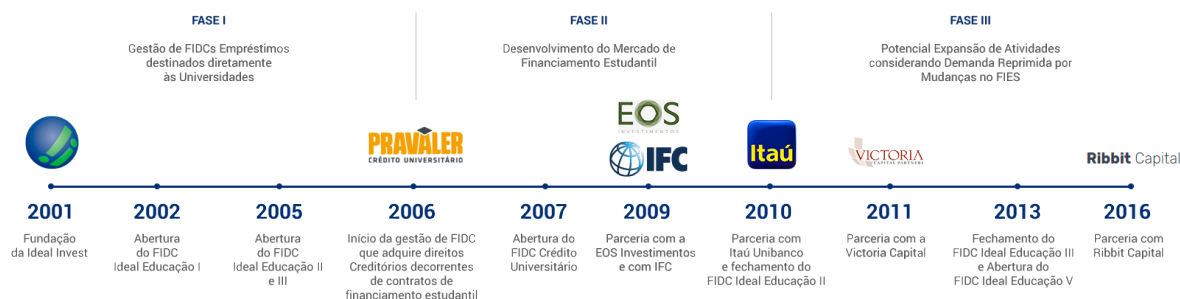 FASE I
Gestão de FIDCs Empréstimos
destinados diretamente
às Universidades
FASE II
Desenvolvimento do Mercado de
Financiamento Estudantil
FASE III
Potencial Expansão de Atividades
considerando Demanda Reprimida por
Mudanças no FIES
PRAVALER
CRÉDITO UNIVERSITÁRIO
EOS
INVESTIMENTOS
IFC
Itaú
VICTORIA
CAPITAL PARTNERS
Ribbit Capital
2001
Fundação
da Ideal Invest
2002
Abertura
do FIDC
Ideal Educação I
2005
Abertura
do FIDC
Ideal Educação II
e III
2006
Início da gestão de FIDC
que adquire direitos
Creditórios decorrentes
de contratos de
financiamento estudantil
2007
Abertura do
FIDC Crédito
Universitário
2009
Parceria com a
EOS Investimentos
e com IFC
2010
Parceria com
Itaú Unibanco
e fechamento do
FIDC Ideal Educação II
2011
Parceria com a
Victoria Capital
2013
Fechamento do
FIDC Ideal Educação III
e Abertura do
FIDC Ideal Educação V
2016
Parceria com
Ribbit Capital